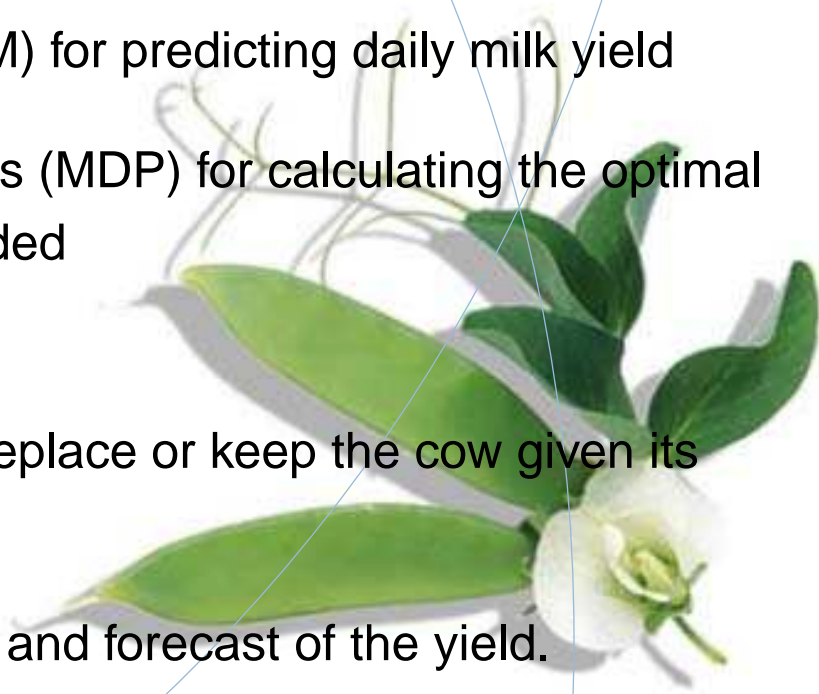 M) for predicting daily milk yield
s (MDP) for calculating the optimal
ded
eplace or keep the cow given its
and forecast of the yield.